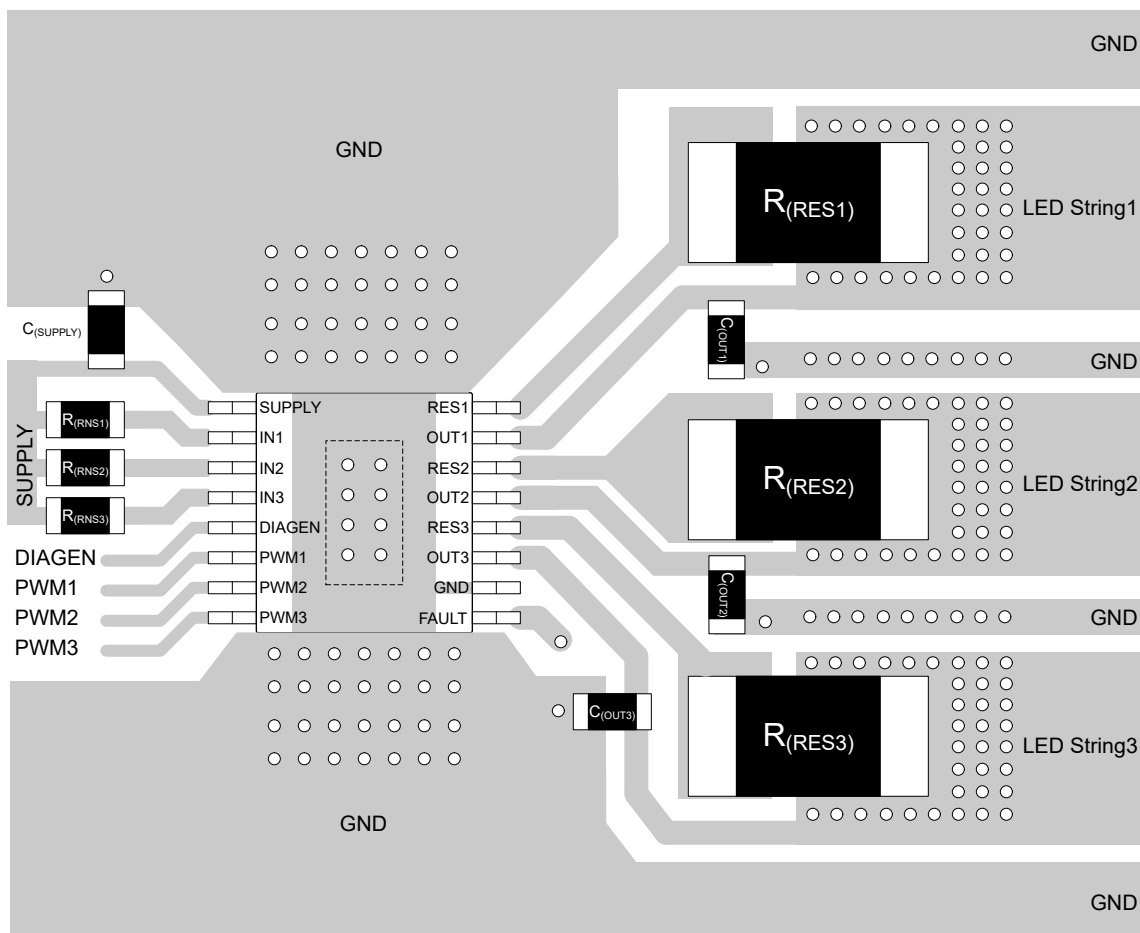 GND
GND
R(RES1)
LED String1
C(SUPPLY)
C(OUT1)
GND
SUPPLY
R(RNS1)
R(RNS2)
R(RNS3)
SUPPLY
IN1
IN2
IN3
DIAGEN
PWM1
PWM2
PWM3
RES1
OUT1
RES2
OUT2
RES3
OUT3
GND
FAULT
R(RES2)
LED String2
DIAGEN
PWM1
PWM2
PWM3
C(OUT2)
GND
C(OUT3)
R(RES3)
LED String3
GND
GND